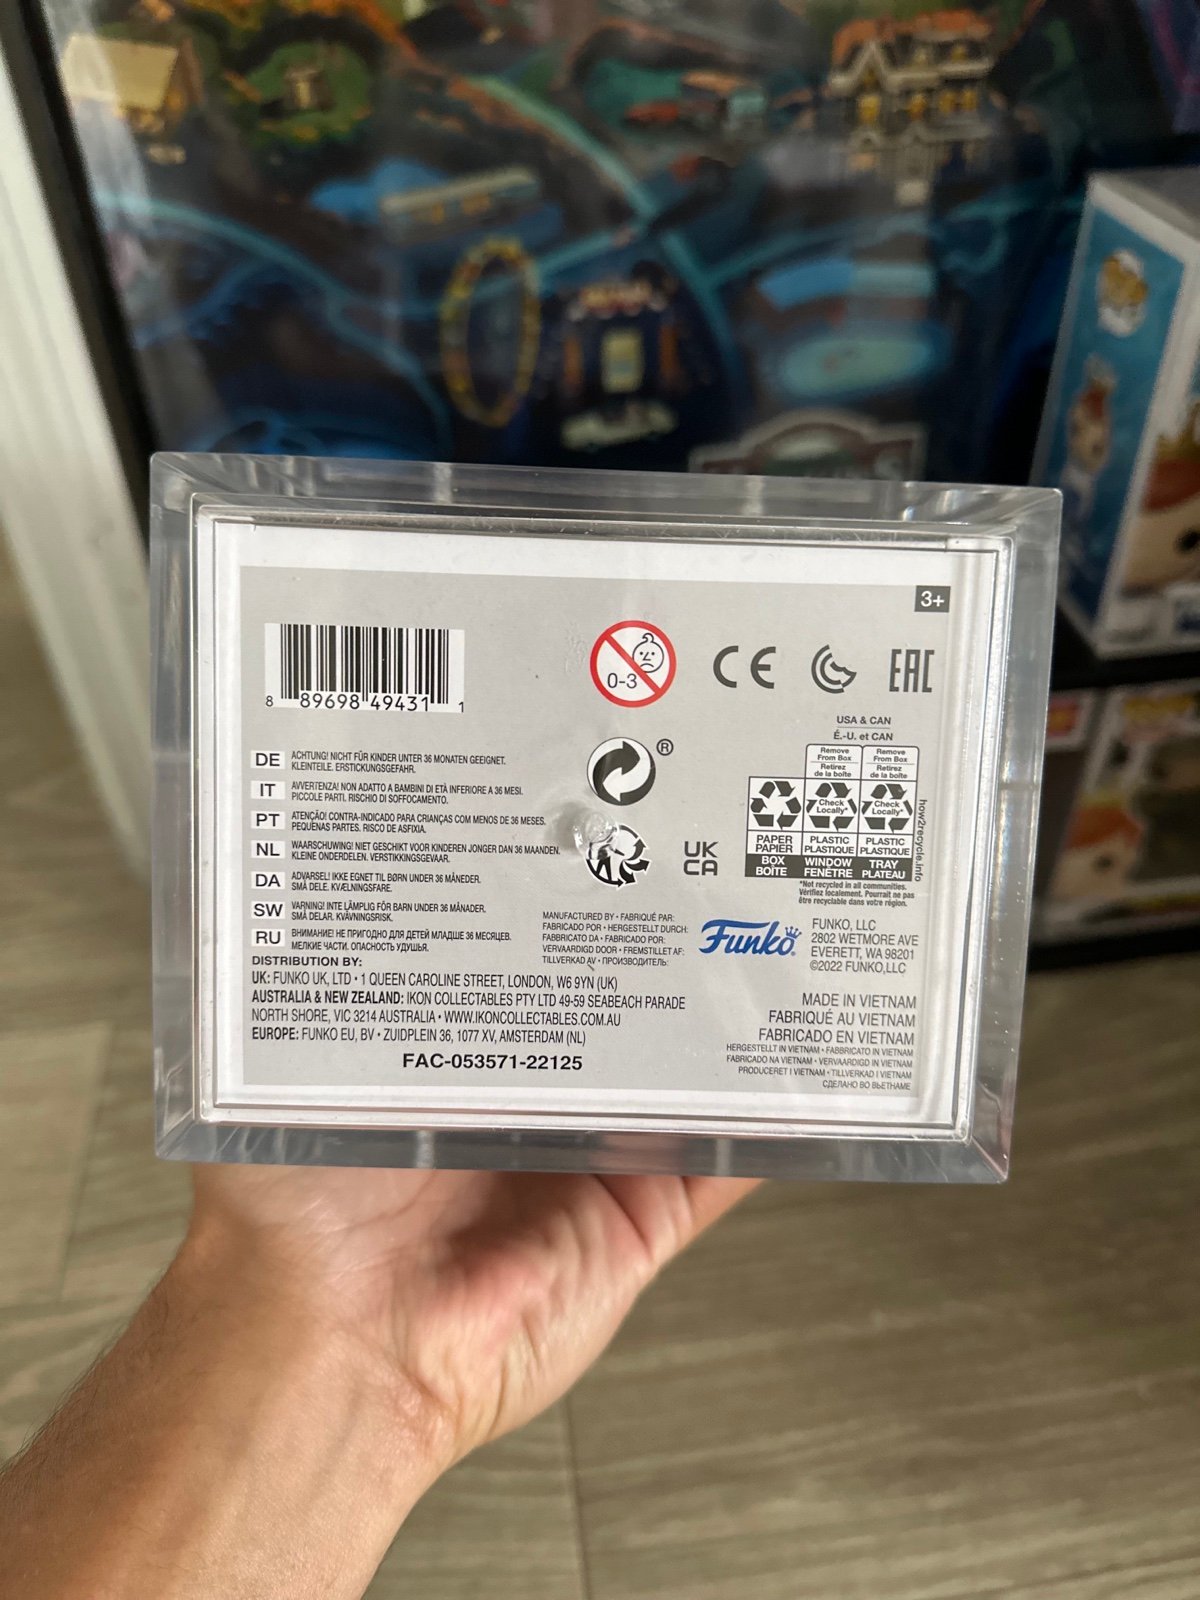 3+
8 89698 49431 1
0-3
®
CE
EAC
USA & CAN
É.-U. et CAN
Remove From Box
Retirez de la boîte
Remove From Box
Retirez de la boîte
Check Locally*
Check Locally*
PAPER
PAPIER
BOX
BOÎTE
PLASTIC
PLASTIQUE
WINDOW
FENÊTRE
PLASTIC
PLASTIQUE
TRAY
PLATEAU
how2recycle.info
*Not recycled in all communities.
Vérifiez localement. Pourrait ne pas
être recyclable dans votre région.
UK
CA
DE ACHTUNG! NICHT FÜR KINDER UNTER 36 MONATEN GEEIGNET.
KLEINTEILE. ERSTICKUNGSGEFAHR.
IT AVVERTENZA! NON ADATTO A BAMBINI DI ETÀ INFERIORE A 36 MESI.
PICCOLE PARTI. RISCHIO DI SOFFOCAMENTO.
PT ATENÇÃO! CONTRA-INDICADO PARA CRIANÇAS COM MENOS DE 36 MESES.
PEQUENAS PARTES. RISCO DE ASFIXIA.
NL WAARSCHUWING! NIET GESCHIKT VOOR KINDEREN JONGER DAN 36 MAANDEN.
KLEINE ONDERDELEN. VERSTIKKINGSGEVAAR.
DA ADVARSEL! IKKE EGNET TIL BØRN UNDER 36 MÅNEDER.
SMÅ DELE. KVÆLNINGSFARE.
SW VARNING! INTE LÄMPLIG FÖR BARN UNDER 36 MÅNADER.
SMÅ DELAR. KVÄVNINGSRISK.
RU ВНИМАНИЕ! НЕ ПРИГОДНО ДЛЯ ДЕТЕЙ МЛАДШЕ 36 МЕСЯЦЕВ.
МЕЛКИЕ ЧАСТИ. ОПАСНОСТЬ УДУШЬЯ.
MANUFACTURED BY • FABRIQUÉ PAR:
FABRICADO POR • HERGESTELLT DURCH:
FABBRICATO DA • FABRICADO POR:
VERVAARDIGD DOOR • FREMSTILLET AF:
TILLVERKAD AV • ПРОИЗВОДИТЕЛЬ:
Funko
FUNKO, LLC
2802 WETMORE AVE
EVERETT, WA 98201
©2022 FUNKO,LLC
DISTRIBUTION BY:
UK: FUNKO UK, LTD • 1 QUEEN CAROLINE STREET, LONDON, W6 9YN (UK)
AUSTRALIA & NEW ZEALAND: IKON COLLECTABLES PTY LTD 49-59 SEABEACH PARADE
NORTH SHORE, VIC 3214 AUSTRALIA • WWW.IKONCOLLECTABLES.COM.AU
EUROPE: FUNKO EU, BV • ZUIDPLEIN 36, 1077 XV, AMSTERDAM (NL)
FAC-053571-22125
MADE IN VIETNAM
FABRIQUÉ AU VIETNAM
FABRICADO EN VIETNAM
HERGESTELLT IN VIETNAM • FABBRICATO IN VIETNAM
FABRICADO NA VIETNAM • VERVAARDIGD IN VIETNAM
PRODUCERET I VIETNAM • TILLVERKAD I VIETNAM
СДЕЛАНО ВО ВЬЕТНАМЕ